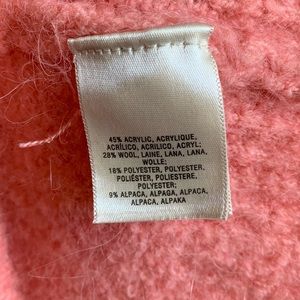 45% ACRYLIC, ACRYLIQUE,
ACRÍLICO, ACRILICO, ACRYL;
28% WOOL, LAINE, LANA, LANA,
WOLLE;
18% POLYESTER, POLYESTER,
POLIÉSTER, POLIESTERE,
POLYESTER;
9% ALPACA, ALPAGA, ALPACA,
ALPACA, ALPAKA